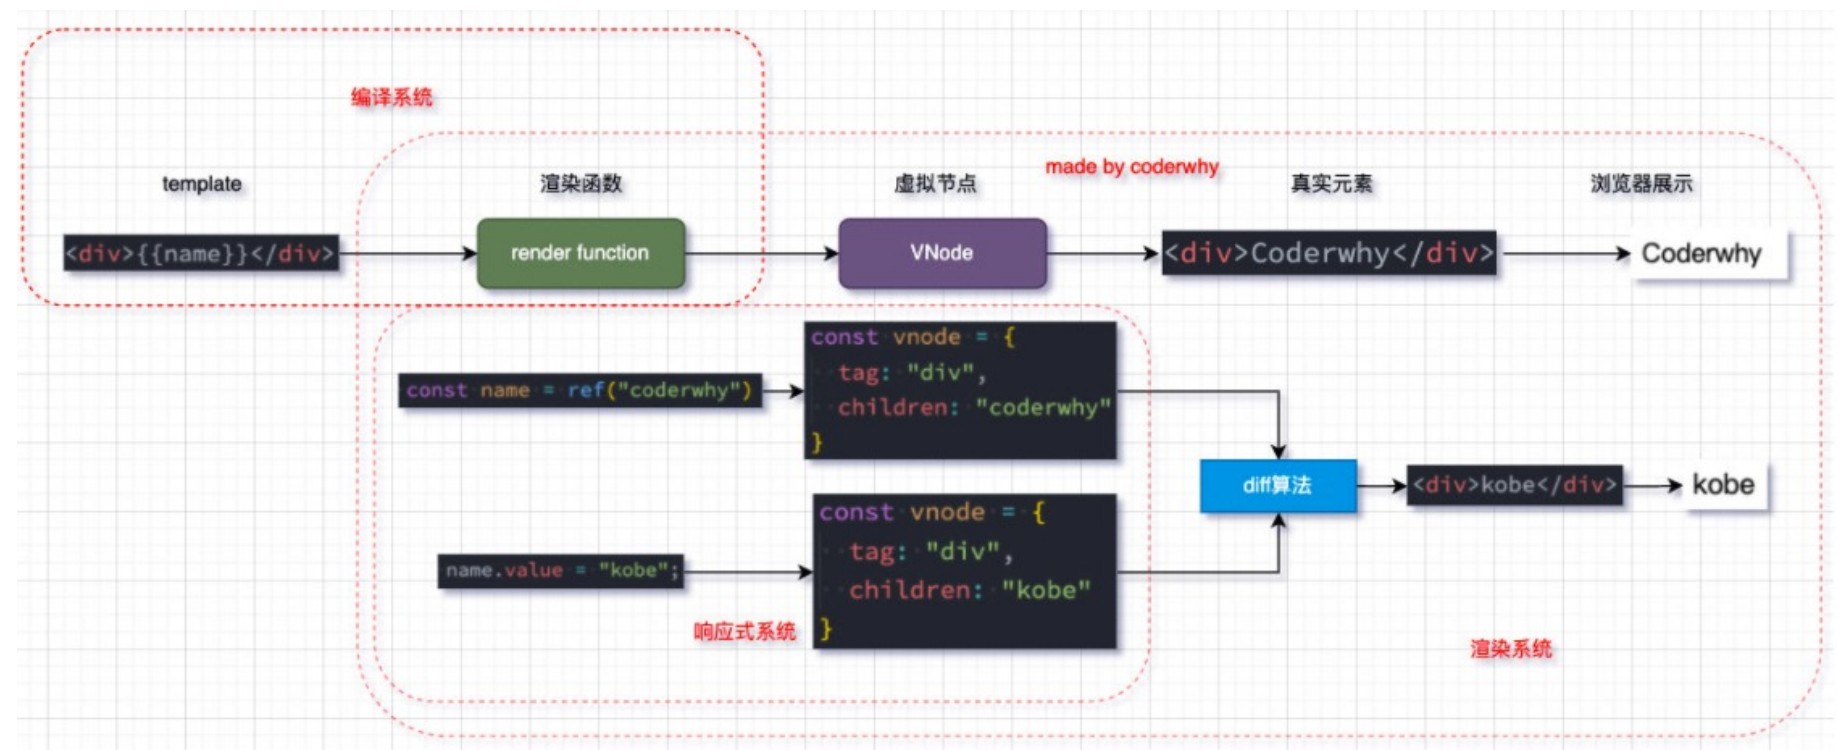 编译系统
made by coderwhy
template
渲染函数
虚拟节点
真实元素
浏览器展示
<div>{{name}}</div>
render function
VNode
<div>Coderwhy</div>
Coderwhy
const name = ref("coderwhy")
const vnode = {
tag: "div",
children: "coderwhy"
}
diff算法
<div>kobe</div>
kobe
name.value = "kobe";
const vnode = {
tag: "div",
children: "kobe"
}
响应式系统
渲染系统